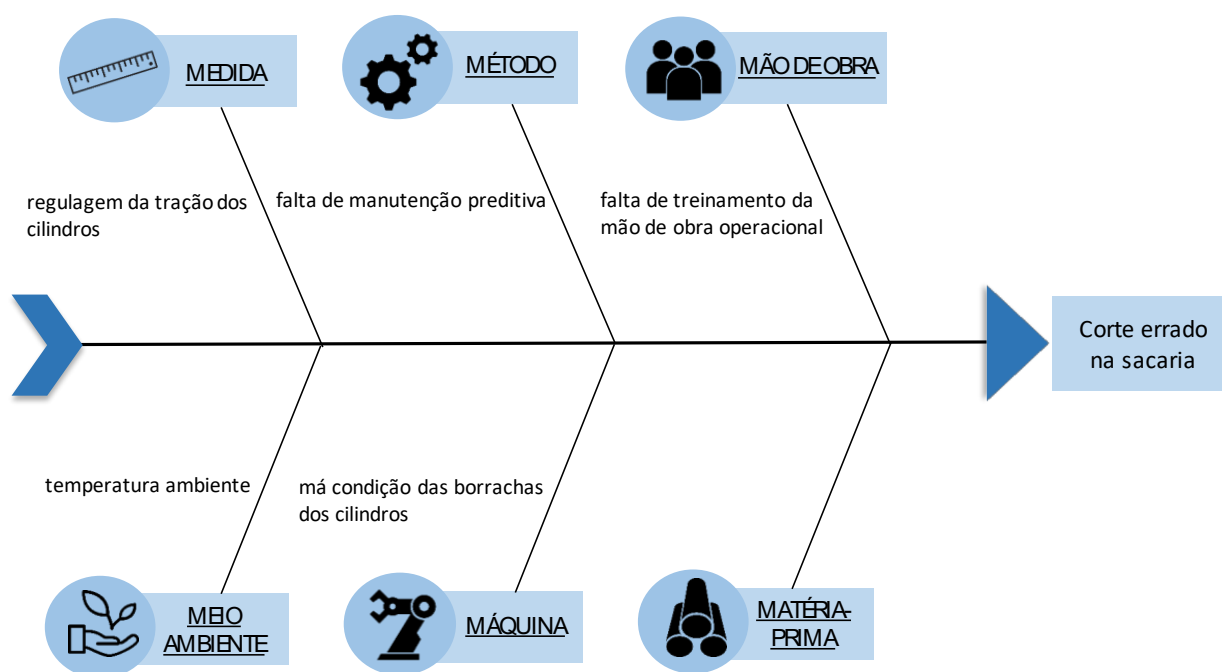 MEDIDA
MÉTODO
MÃO DE OBRA
regulagem da tração dos
cilindros
falta de manutenção preditiva
falta de treinamento da
mão de obra operacional
Corte errado
na sacaria
temperatura ambiente
má condição das borrachas
dos cilindros
MEIO
AMBIENTE
MÁQUINA
MATÉRIA-
PRIMA